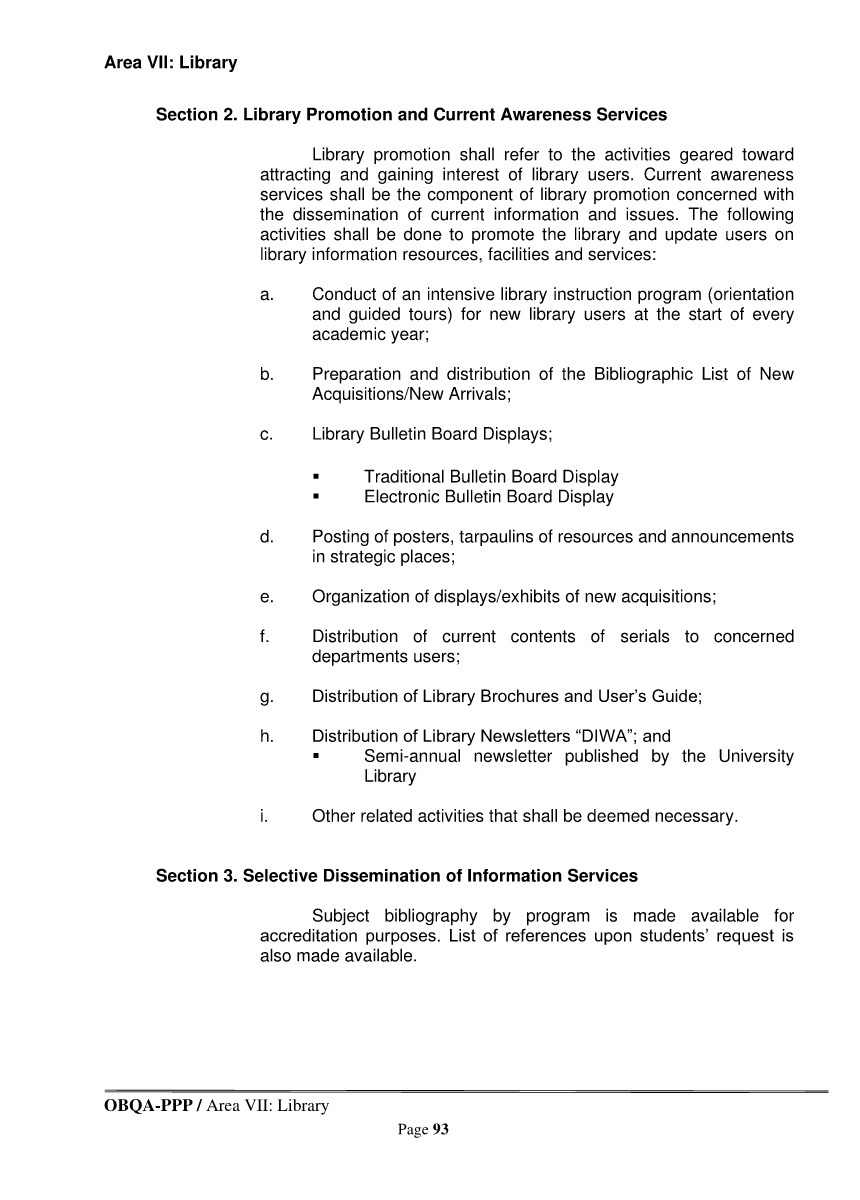 Area VII: Library
Section 2. Library Promotion and Current Awareness Services
Library promotion shall refer to the activities geared toward
attracting and gaining interest of library users. Current awareness
services shall be the component of library promotion concerned with
the dissemination of current information and issues. The following
activities shall be done to promote the library and update users on
library information resources, facilities and services:
a. Conduct of an intensive library instruction program (orientation
and guided tours) for new library users at the start of every
academic year;
b. Preparation and distribution of the Bibliographic List of New
Acquisitions/New Arrivals;
c. Library Bulletin Board Displays;
▪ Traditional Bulletin Board Display
▪ Electronic Bulletin Board Display
d. Posting of posters, tarpaulins of resources and announcements
in strategic places;
e. Organization of displays/exhibits of new acquisitions;
f. Distribution of current contents of serials to concerned
departments users;
g. Distribution of Library Brochures and User’s Guide;
h. Distribution of Library Newsletters “DIWA”; and
▪ Semi-annual newsletter published by the University
Library
i. Other related activities that shall be deemed necessary.
Section 3. Selective Dissemination of Information Services
Subject bibliography by program is made available for
accreditation purposes. List of references upon students’ request is
also made available.
OBQA-PPP / Area VII: Library
Page 93